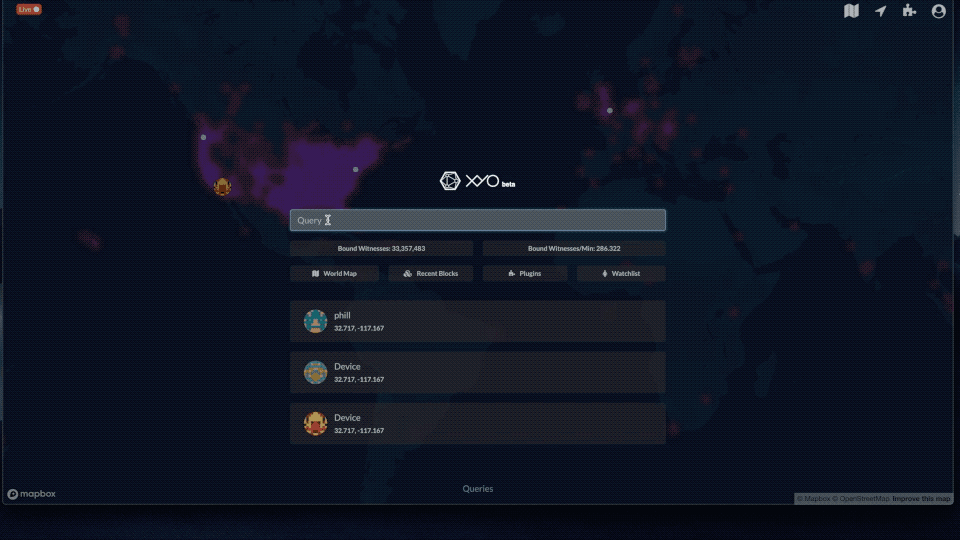 Live
XYO beta
Query
Bound Witnesses: 33,357,483
Bound Witnesses/Min: 286.322
World Map
Recent Blocks
Plugins
Watchlist
phill
32.717, -117.167
Device
32.717, -117.167
Device
32.717, -117.167
Queries
mapbox
© Mapbox © OpenStreetMap Improve this map